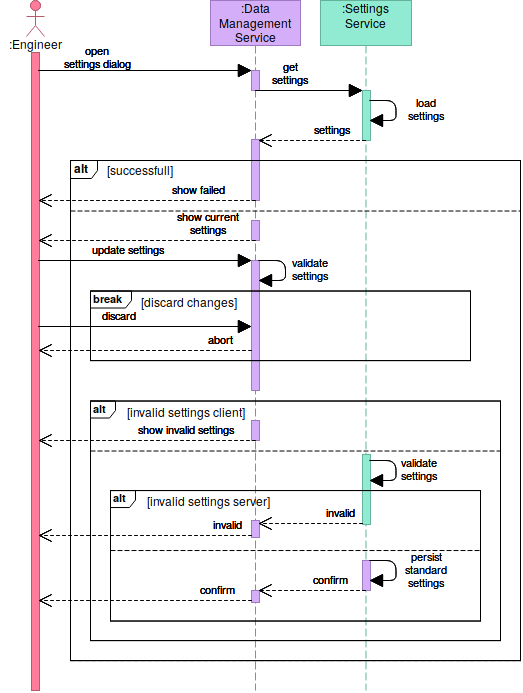 :Data
Management
Service
:Settings
Service
:Engineer
open
settings dialog
get
settings
load
settings
settings
alt
[successfull]
show failed
show current
settings
update settings
validate
settings
break
[discard changes]
discard
abort
alt
[invalid settings client]
show invalid settings
validate
settings
alt
[invalid settings server]
invalid
invalid
persist
standard
settings
confirm
confirm